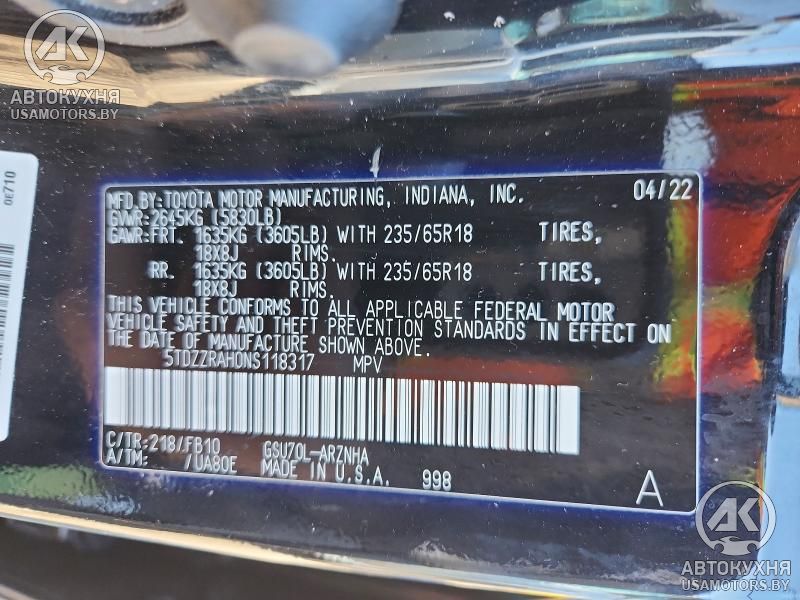 AK
АВТОКУХНЯ
USAMOTORS.BY
0E710
MFD.BY:TOYOTA MOTOR MANUFACTURING, INDIANA, INC. 04/22
GVWR:2645KG (5830LB)
GAWR:FRT. 1635KG (3605LB) WITH 235/65R18 TIRES,
18X8J RIMS.
RR. 1635KG (3605LB) WITH 235/65R18 TIRES,
18X8J RIMS.
THIS VEHICLE CONFORMS TO ALL APPLICABLE FEDERAL MOTOR
VEHICLE SAFETY AND THEFT PREVENTION STANDARDS IN EFFECT ON
THE DATE OF MANUFACTURE SHOWN ABOVE.
5TDZZRAH0NS118317 MPV
C/TR:218/FB10 GSU70L-ARZNHA
A/TM: /UA80E MADE IN U.S.A. 998
A
AK
АВТОКУХНЯ
USAMOTORS.BY